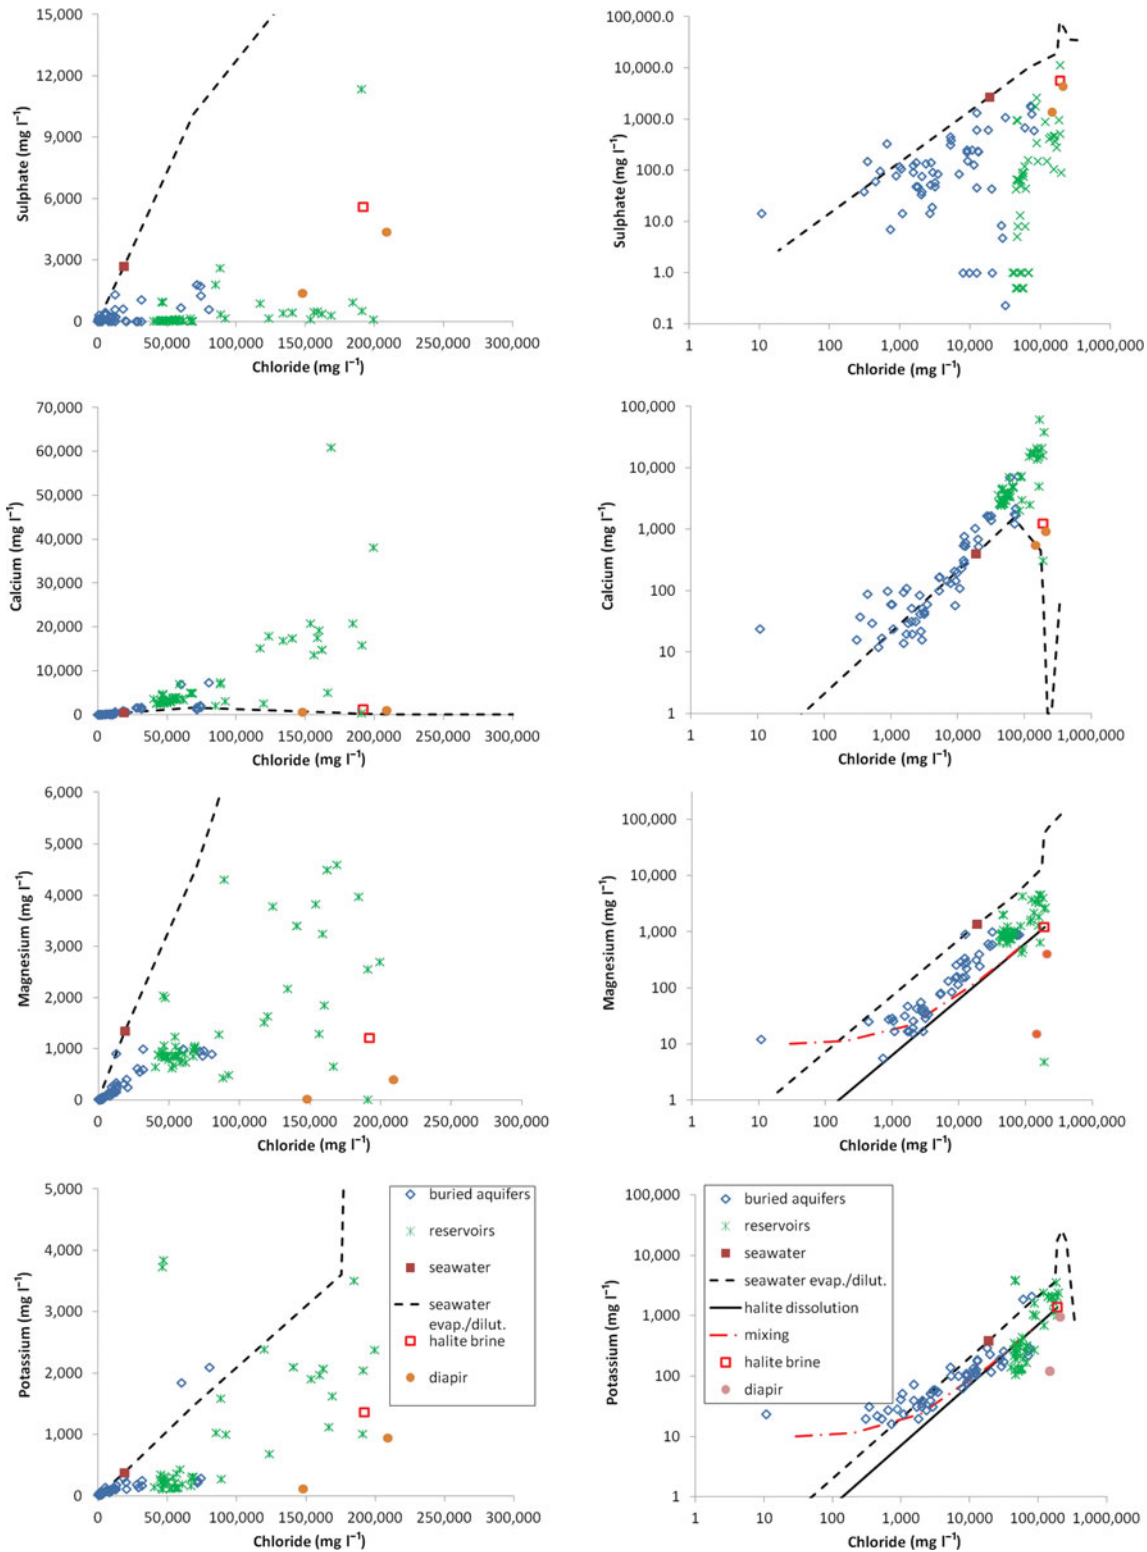 15,000
12,000
9,000
6,000
3,000
0
Sulphate (mg l⁻¹)
0 50,000 100,000 150,000 200,000 250,000 300,000
Chloride (mg l⁻¹)
100,000.0
10,000.0
1,000.0
100.0
10.0
1.0
0.1
Sulphate (mg l⁻¹)
1 10 100 1,000 10,000 100,000 1,000,000
Chloride (mg l⁻¹)
70,000
60,000
50,000
40,000
30,000
20,000
10,000
0
Calcium (mg l⁻¹)
0 50,000 100,000 150,000 200,000 250,000 300,000
Chloride (mg l⁻¹)
100,000
10,000
1,000
100
10
1
Calcium (mg l⁻¹)
1 10 100 1,000 10,000 100,000 1,000,000
Chloride (mg l⁻¹)
6,000
5,000
4,000
3,000
2,000
1,000
0
Magnesium (mg l⁻¹)
0 50,000 100,000 150,000 200,000 250,000 300,000
Chloride (mg l⁻¹)
100,000
10,000
1,000
100
10
1
Magnesium (mg l⁻¹)
1 10 100 1,000 10,000 100,000 1,000,000
Chloride (mg l⁻¹)
5,000
4,000
3,000
2,000
1,000
0
Potassium (mg l⁻¹)
0 50,000 100,000 150,000 200,000 250,000 300,000
Chloride (mg l⁻¹)
buried aquifers
reservoirs
seawater
seawater
evap./dilut.
halite brine
diapir
100,000
10,000
1,000
100
10
1
Potassium (mg l⁻¹)
1 10 100 1,000 10,000 100,000 1,000,000
Chloride (mg l⁻¹)
buried aquifers
reservoirs
seawater
seawater evap./dilut.
halite dissolution
mixing
halite brine
diapir